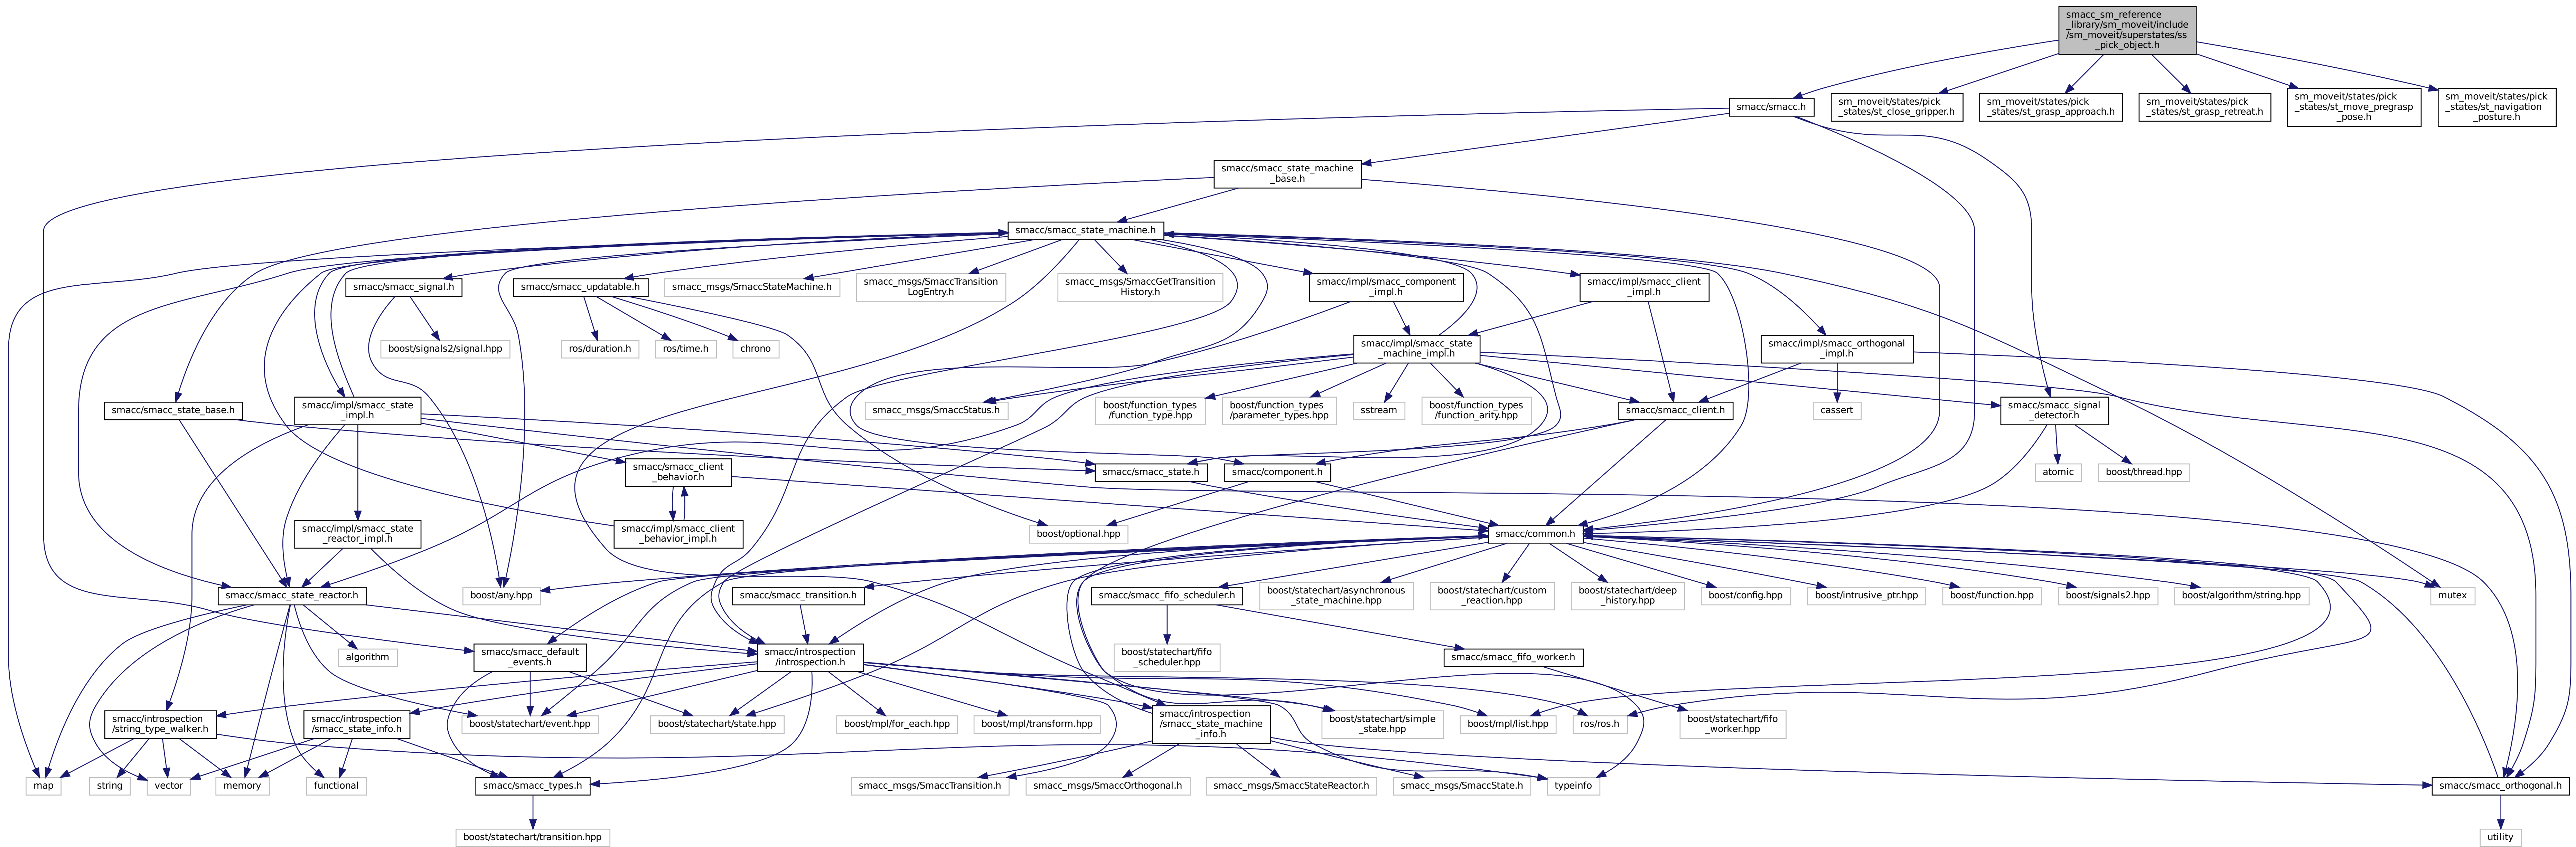 smacc_sm_reference
_library/sm_moveit/include
/sm_moveit/superstates/ss
_pick_object.h
smacc/smacc.h
sm_moveit/states/pick
_states/st_close_gripper.h
sm_moveit/states/pick
_states/st_grasp_approach.h
sm_moveit/states/pick
_states/st_grasp_retreat.h
sm_moveit/states/pick
_states/st_move_pregrasp
_pose.h
sm_moveit/states/pick
_states/st_navigation
_posture.h
smacc/smacc_state_machine
_base.h
smacc/smacc_state_machine.h
smacc/smacc_signal.h
smacc/smacc_updatable.h
smacc_msgs/SmaccStateMachine.h
smacc_msgs/SmaccTransition
LogEntry.h
smacc_msgs/SmaccGetTransition
History.h
smacc/impl/smacc_component
_impl.h
smacc/impl/smacc_client
_impl.h
boost/signals2/signal.hpp
ros/duration.h
ros/time.h
chrono
smacc/impl/smacc_state
_machine_impl.h
smacc/impl/smacc_orthogonal
_impl.h
smacc/smacc_state_base.h
smacc/impl/smacc_state
_impl.h
smacc_msgs/SmaccStatus.h
boost/function_types
/function_type.hpp
boost/function_types
/parameter_types.hpp
sstream
boost/function_types
/function_arity.hpp
smacc/smacc_client.h
cassert
smacc/smacc_signal
_detector.h
smacc/smacc_client
_behavior.h
smacc/smacc_state.h
smacc/component.h
atomic
boost/thread.hpp
smacc/impl/smacc_state
_reactor_impl.h
smacc/impl/smacc_client
_behavior_impl.h
boost/optional.hpp
smacc/common.h
smacc/smacc_state_reactor.h
boost/any.hpp
smacc/smacc_transition.h
smacc/smacc_fifo_scheduler.h
boost/statechart/asynchronous
_state_machine.hpp
boost/statechart/custom
_reaction.hpp
boost/statechart/deep
_history.hpp
boost/config.hpp
boost/intrusive_ptr.hpp
boost/function.hpp
boost/signals2.hpp
boost/algorithm/string.hpp
mutex
algorithm
smacc/smacc_default
_events.h
smacc/introspection
/introspection.h
boost/statechart/fifo
_scheduler.hpp
smacc/smacc_fifo_worker.h
smacc/introspection
/string_type_walker.h
smacc/introspection
/smacc_state_info.h
boost/statechart/event.hpp
boost/statechart/state.hpp
boost/mpl/for_each.hpp
boost/mpl/transform.hpp
smacc/introspection
/smacc_state_machine
_info.h
boost/statechart/simple
_state.hpp
boost/mpl/list.hpp
ros/ros.h
boost/statechart/fifo
_worker.hpp
map
string
vector
memory
functional
smacc/smacc_types.h
smacc_msgs/SmaccTransition.h
smacc_msgs/SmaccOrthogonal.h
smacc_msgs/SmaccStateReactor.h
smacc_msgs/SmaccState.h
typeinfo
smacc/smacc_orthogonal.h
boost/statechart/transition.hpp
utility